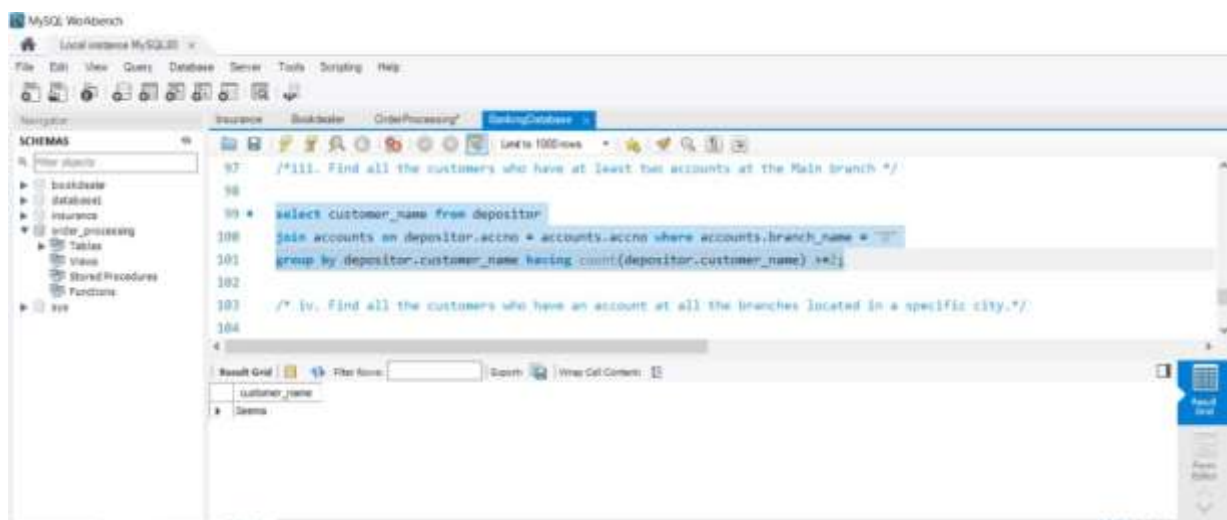 MySQL Workbench
Local instance MySQL80
File Edit View Query Database Server Tools Scripting Help
Navigator
Insurance Bookdealer OrderProcessing* BankingDatabase
SCHEMAS
Limit to 1000 rows
Filter objects
bookdealer
insurance
order_processing
Tables
Views
Stored Procedures
Functions
sys
97 /*iii. Find all the customers who have at least two accounts at the Main branch */
98
99 select customer_name from depositor
100 join accounts on depositor.accno = accounts.accno where accounts.branch_name =
101 group by depositor.customer_name having count(depositor.customer_name) >=2;
102
103 /* iv. Find all the customers who have an account at all the branches located in a specific city.*/
104
Result Grid Filter Rows: Export: Wrap Cell Content:
customer_name
Seema
Result Grid
Form Editor